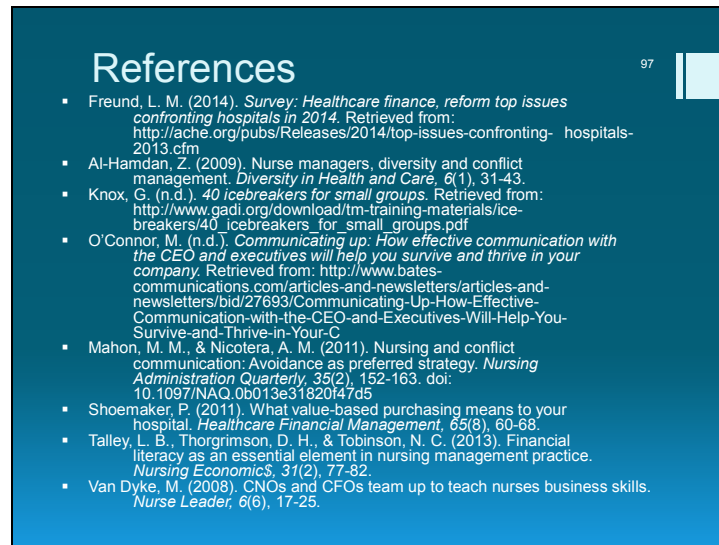 References
97
▪ Freund, L. M. (2014). Survey: Healthcare finance, reform top issues
confronting hospitals in 2014. Retrieved from:
http://ache.org/pubs/Releases/2014/top-issues-confronting- hospitals-
2013.cfm
▪ Al-Hamdan, Z. (2009). Nurse managers, diversity and conflict
management. Diversity in Health and Care, 6(1), 31-43.
▪ Knox, G. (n.d.). 40 icebreakers for small groups. Retrieved from:
http://www.gadi.org/download/tm-training-materials/ice-
breakers/40_icebreakers_for_small_groups.pdf
▪ O’Connor, M. (n.d.). Communicating up: How effective communication with
the CEO and executives will help you survive and thrive in your
company. Retrieved from: http://www.bates-
communications.com/articles-and-newsletters/articles-and-
newsletters/bid/27693/Communicating-Up-How-Effective-
Communication-with-the-CEO-and-Executives-Will-Help-You-
Survive-and-Thrive-in-Your-C
▪ Mahon, M. M., & Nicotera, A. M. (2011). Nursing and conflict
communication: Avoidance as preferred strategy. Nursing
Administration Quarterly, 35(2), 152-163. doi:
10.1097/NAQ.0b013e31820f47d5
▪ Shoemaker, P. (2011). What value-based purchasing means to your
hospital. Healthcare Financial Management, 65(8), 60-68.
▪ Talley, L. B., Thorgrimson, D. H., & Tobinson, N. C. (2013). Financial
literacy as an essential element in nursing management practice.
Nursing Economic$, 31(2), 77-82.
▪ Van Dyke, M. (2008). CNOs and CFOs team up to teach nurses business skills.
Nurse Leader, 6(6), 17-25.